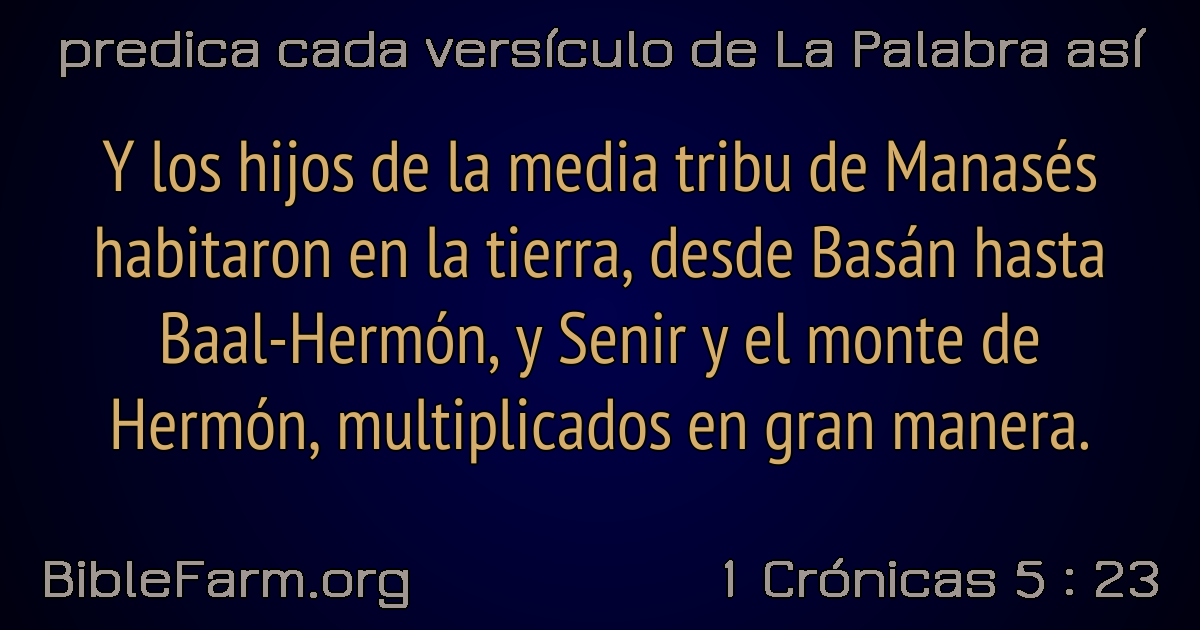 predica cada versículo de La Palabra así
Y los hijos de la media tribu de Manasés
habitaron en la tierra, desde Basán hasta
Baal-Hermón, y Senir y el monte de
Hermón, multiplicados en gran manera.
BibleFarm.org
1 Crónicas 5 : 23